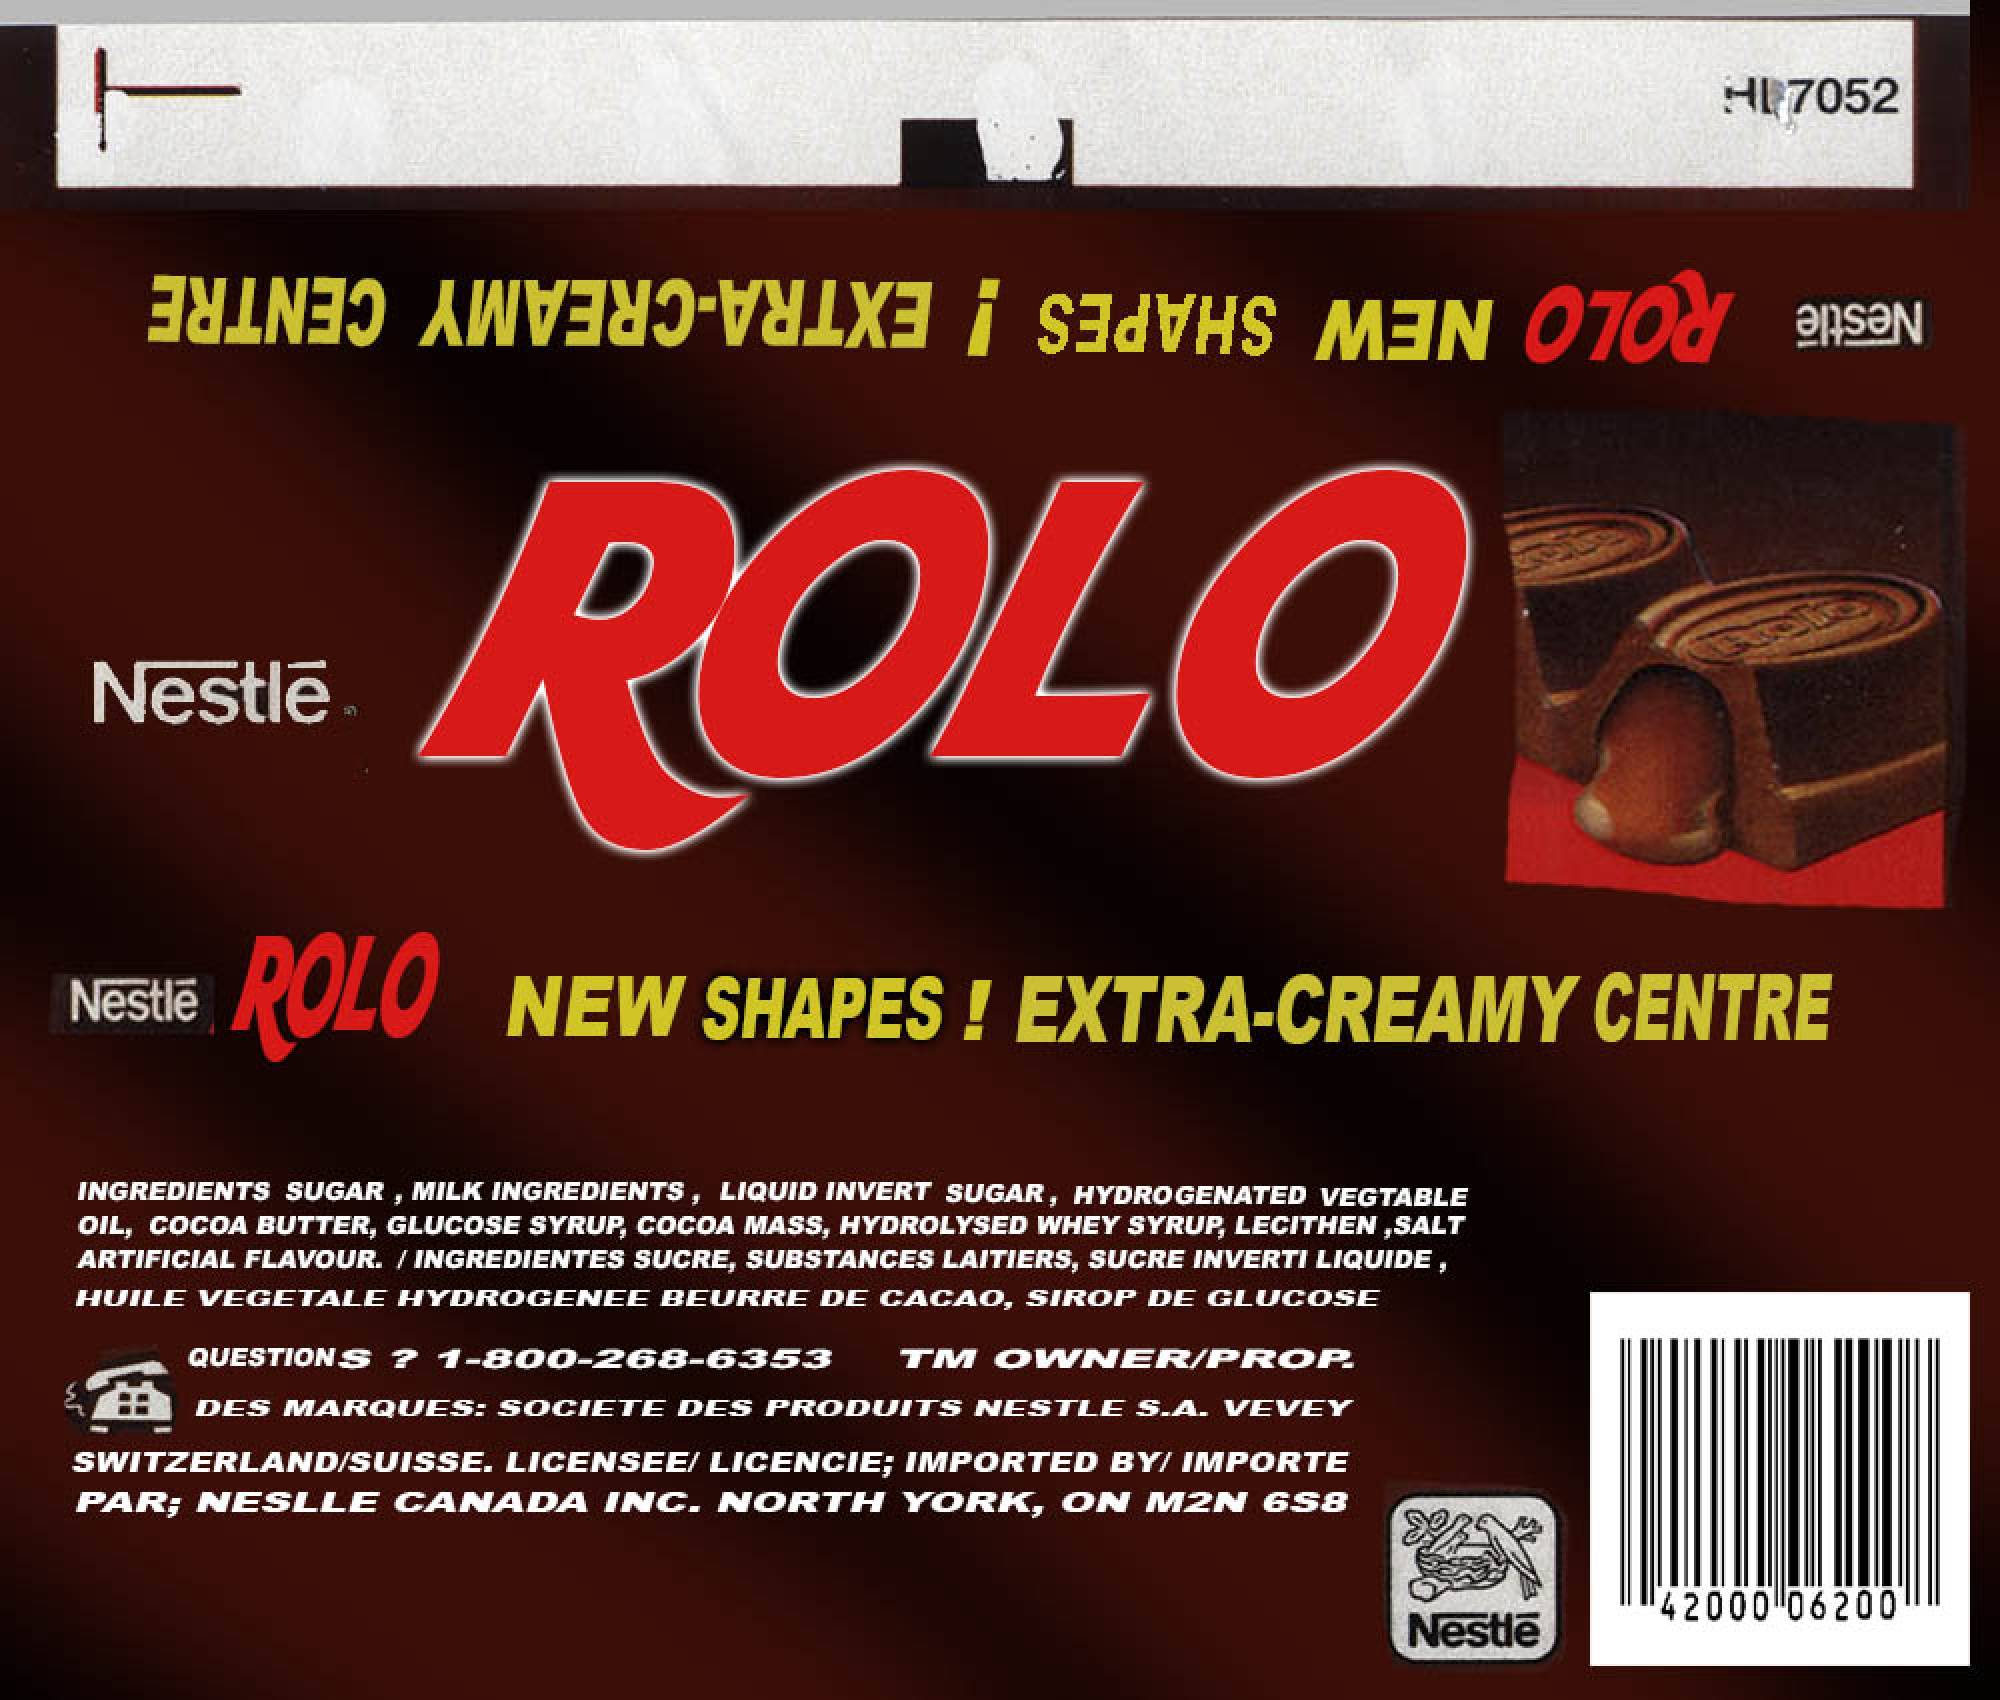 7052
Nestlé ROLO NEW SHAPES ! EXTRA-CREAMY CENTRE
ROLO
Nestlé
Rolo
Rolo
Nestlé ROLO NEW SHAPES ! EXTRA-CREAMY CENTRE
INGREDIENTS SUGAR , MILK INGREDIENTS , LIQUID INVERT SUGAR , HYDROGENATED VEGTABLE
OIL, COCOA BUTTER, GLUCOSE SYRUP, COCOA MASS, HYDROLYSED WHEY SYRUP, LECITHEN ,SALT
ARTIFICIAL FLAVOUR. / INGREDIENTES SUCRE, SUBSTANCES LAITIERS, SUCRE INVERTI LIQUIDE ,
HUILE VEGETALE HYDROGENEE BEURRE DE CACAO, SIROP DE GLUCOSE
QUESTIONS ? 1-800-268-6353 TM OWNER/PROP.
DES MARQUES: SOCIETE DES PRODUITS NESTLE S.A. VEVEY
SWITZERLAND/SUISSE. LICENSEE/ LICENCIE; IMPORTED BY/ IMPORTE
PAR; NESLLE CANADA INC. NORTH YORK, ON M2N 6S8
Nestlé
42000 06200